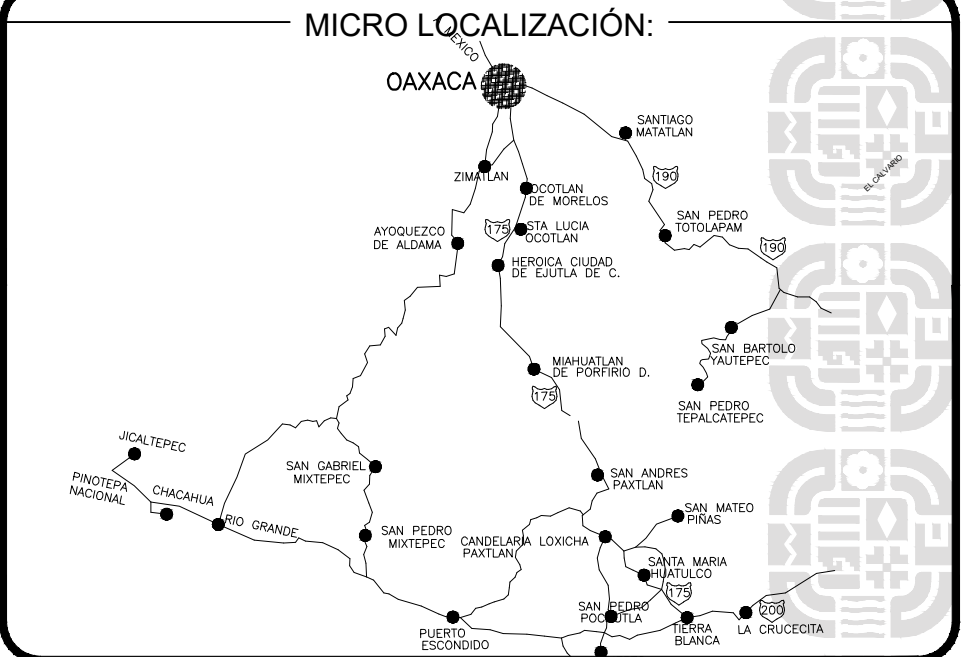 MICRO LOCALIZACIÓN:
MEXICO
OAXACA
SANTIAGO
MATATLAN
EL CALVARIO
ZIMATLAN
190
OCOTLAN
DE MORELOS
SAN PEDRO
TOTOLAPAM
AYOQUEZCO
DE ALDAMA
175
STA LUCIA
OCOTLAN
190
HEROICA CIUDAD
DE EJUTLA DE C.
SAN BARTOLO
YAUTEPEC
MIAHUATLAN
DE PORFIRIO D.
175
SAN PEDRO
TEPALCATEPEC
JICALTEPEC
SAN GABRIEL
MIXTEPEC
SAN ANDRES
PAXTLAN
PINOTEPA
NACIONAL
CHACAHUA
SAN MATEO
PIÑAS
RIO GRANDE
SAN PEDRO
MIXTEPEC
CANDELARIA LOXICHA
PAXTLAN
SANTA MARIA
HUATULCO
175
SAN PEDRO
POCHUTLA
200
PUERTO
ESCONDIDO
TIERRA
BLANCA
LA CRUCECITA